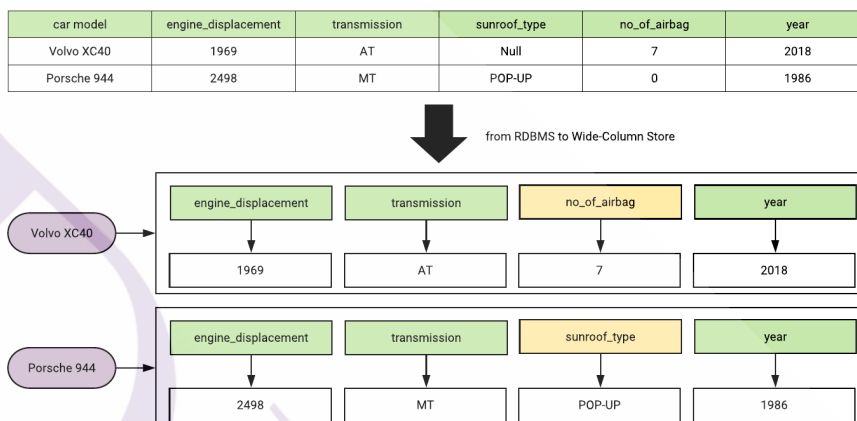 car model engine_displacement transmission sunroof_type no_of_airbag year
Volvo XC40 1969 AT Null 7 2018
Porsche 944 2498 MT POP-UP 0 1986
from RDBMS to Wide-Column Store
engine_displacement transmission no_of_airbag year
Volvo XC40
1969 AT 7 2018
engine_displacement transmission sunroof_type year
Porsche 944
2498 MT POP-UP 1986